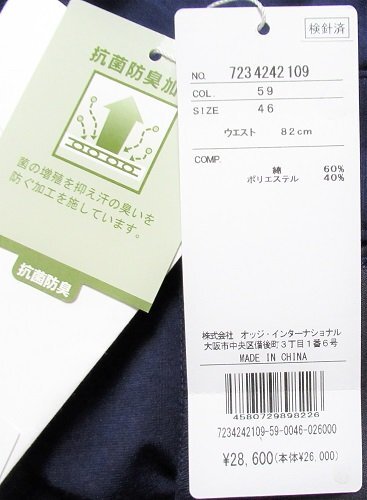 抗菌防臭加
菌の増殖を抑え汗の臭いを
防ぐ加工を施しています。
抗菌防臭
検針済
NO. 7234242109
COL. 59
SIZE 46
ウエスト 82cm
COMP.
綿 60%
ポリエステル 40%
株式会社 オッジ・インターナショナル
大阪市中央区備後町3丁目1番6号
MADE IN CHINA
4580729898226
7234242109-59-0046-026000
¥28,600(本体¥26,000)